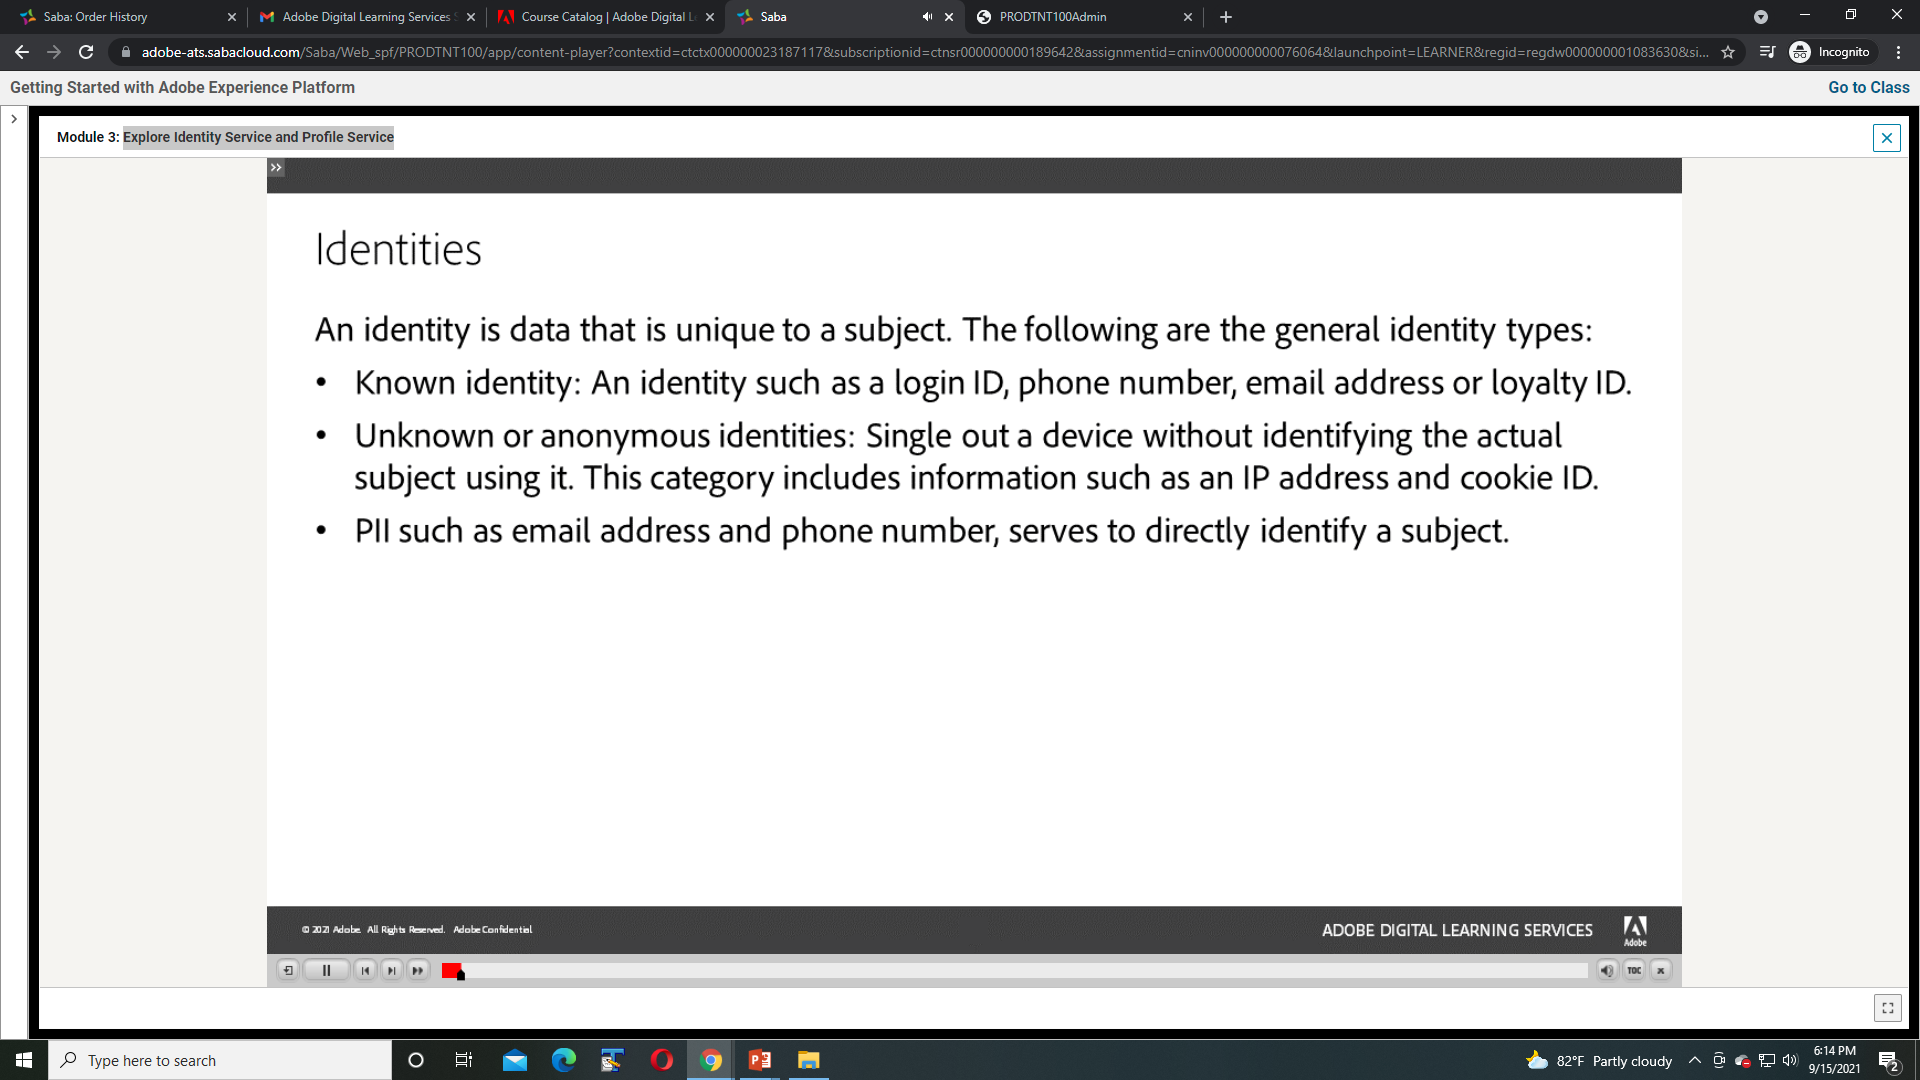 Saba: Order History
Adobe Digital Learning Services
Course Catalog | Adobe Digital
Saba
PRODTNT100Admin
adobe-ats.sabacloud.com/Saba/Web_spf/PRODTNT100/app/content-player?contextid=ctctx000000023187117&subscriptionid=ctnsr000000000189642&assignmentid=cninv000000000076064&launchpoint=LEARNER&regid=regdw000000001083630&si...
Incognito
Getting Started with Adobe Experience Platform
Go to Class
Module 3: Explore Identity Service and Profile Service
Identities
An identity is data that is unique to a subject. The following are the general identity types:
• Known identity: An identity such as a login ID, phone number, email address or loyalty ID.
• Unknown or anonymous identities: Single out a device without identifying the actual
subject using it. This category includes information such as an IP address and cookie ID.
• PII such as email address and phone number, serves to directly identify a subject.
© 2021 Adobe. All Rights Reserved. Adobe Confidential
ADOBE DIGITAL LEARNING SERVICES
Adobe
TOC
Type here to search
82°F Partly cloudy
6:14 PM
9/15/2021
2